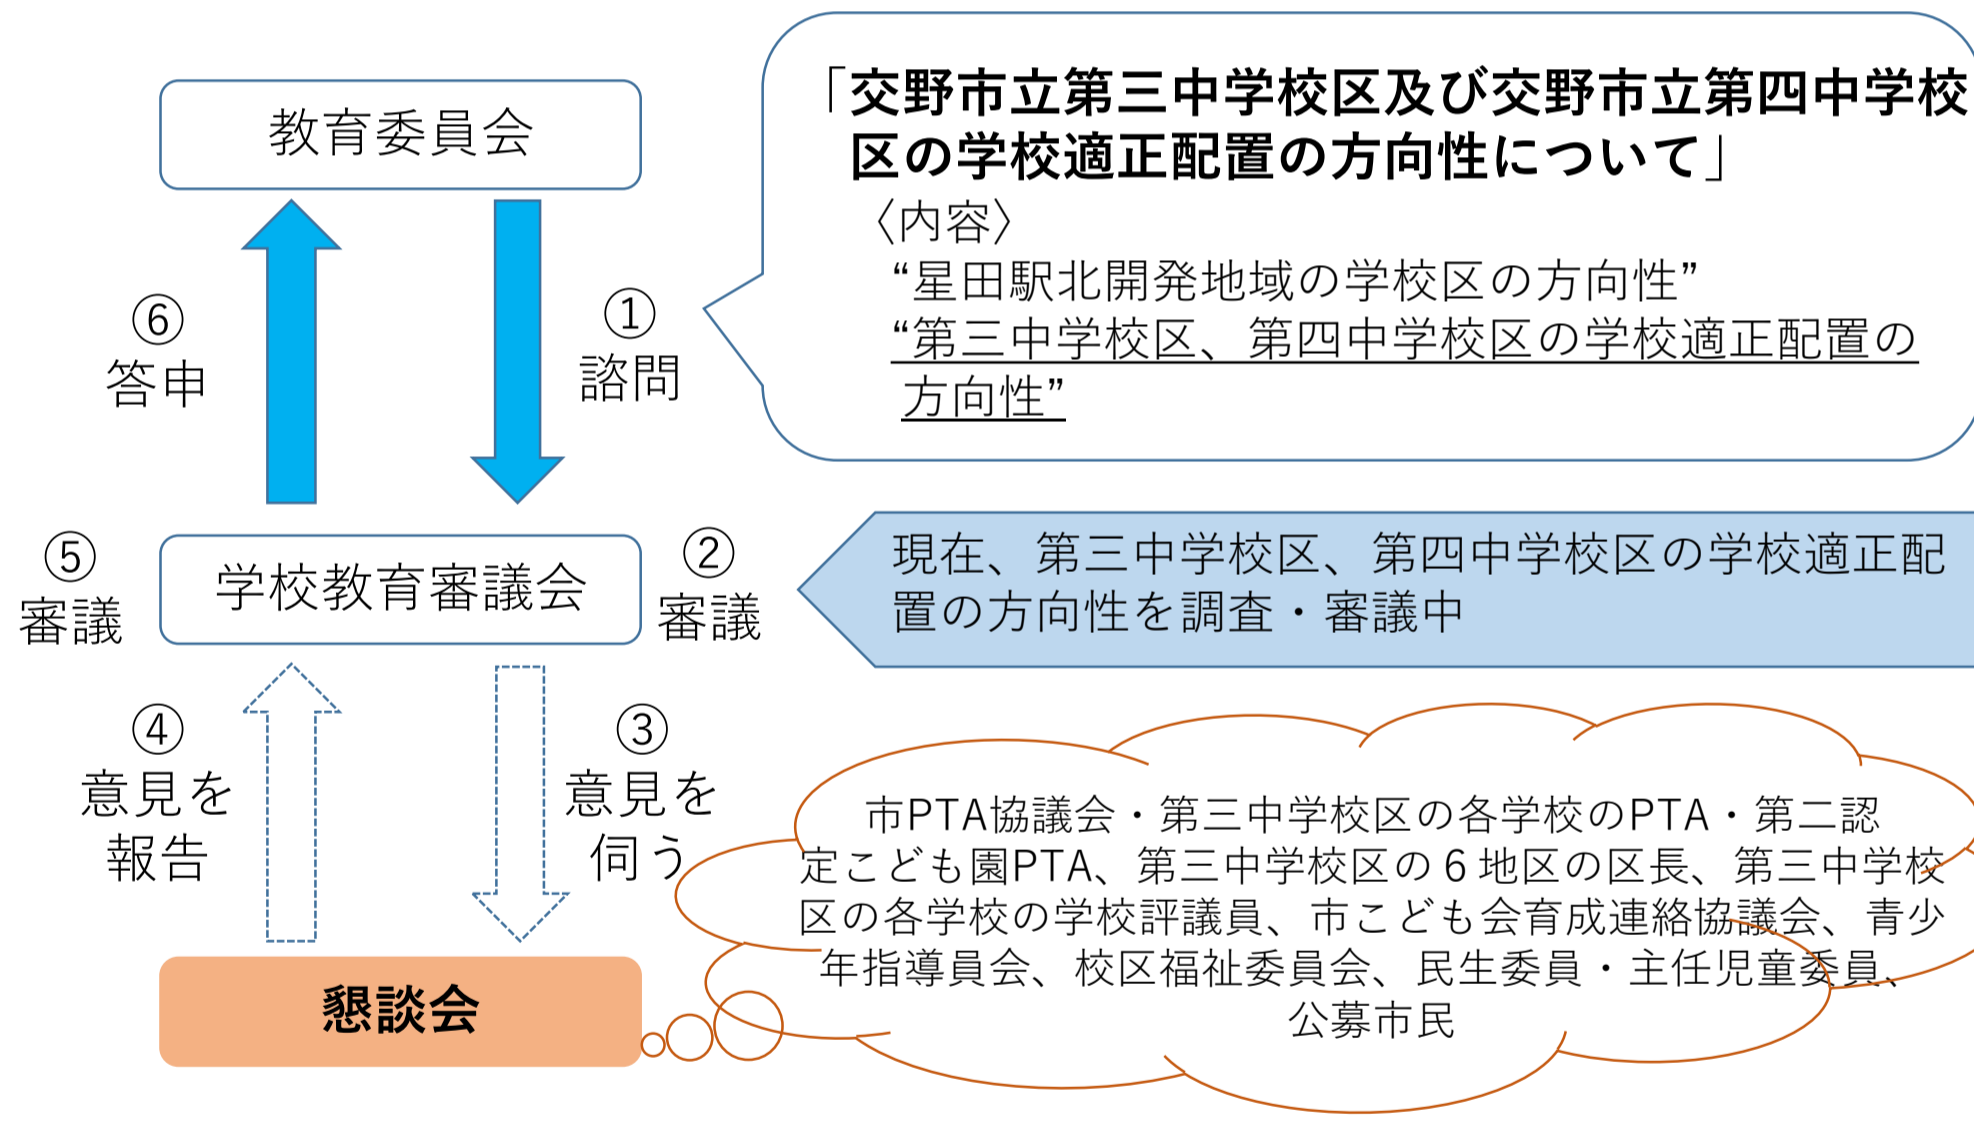 教育委員会
「交野市立第三中学校区及び交野市立第四中学校
区の学校適正配置の方向性について」
〈内容〉
“星田駅北開発地域の学校区の方向性”
“第三中学校区、第四中学校区の学校適正配置の
方向性”
⑥
答申
①
諮問
⑤
審議
学校教育審議会
②
審議
現在、第三中学校区、第四中学校区の学校適正配
置の方向性を調査・審議中
④
意見を
報告
③
意見を
伺う
市PTA協議会・第三中学校区の各学校のPTA・第二認
定こども園PTA、第三中学校区の６地区の区長、第三中学校
区の各学校の学校評議員、市こども会育成連絡協議会、青少
年指導員会、校区福祉委員会、民生委員・主任児童委員、
公募市民
懇談会